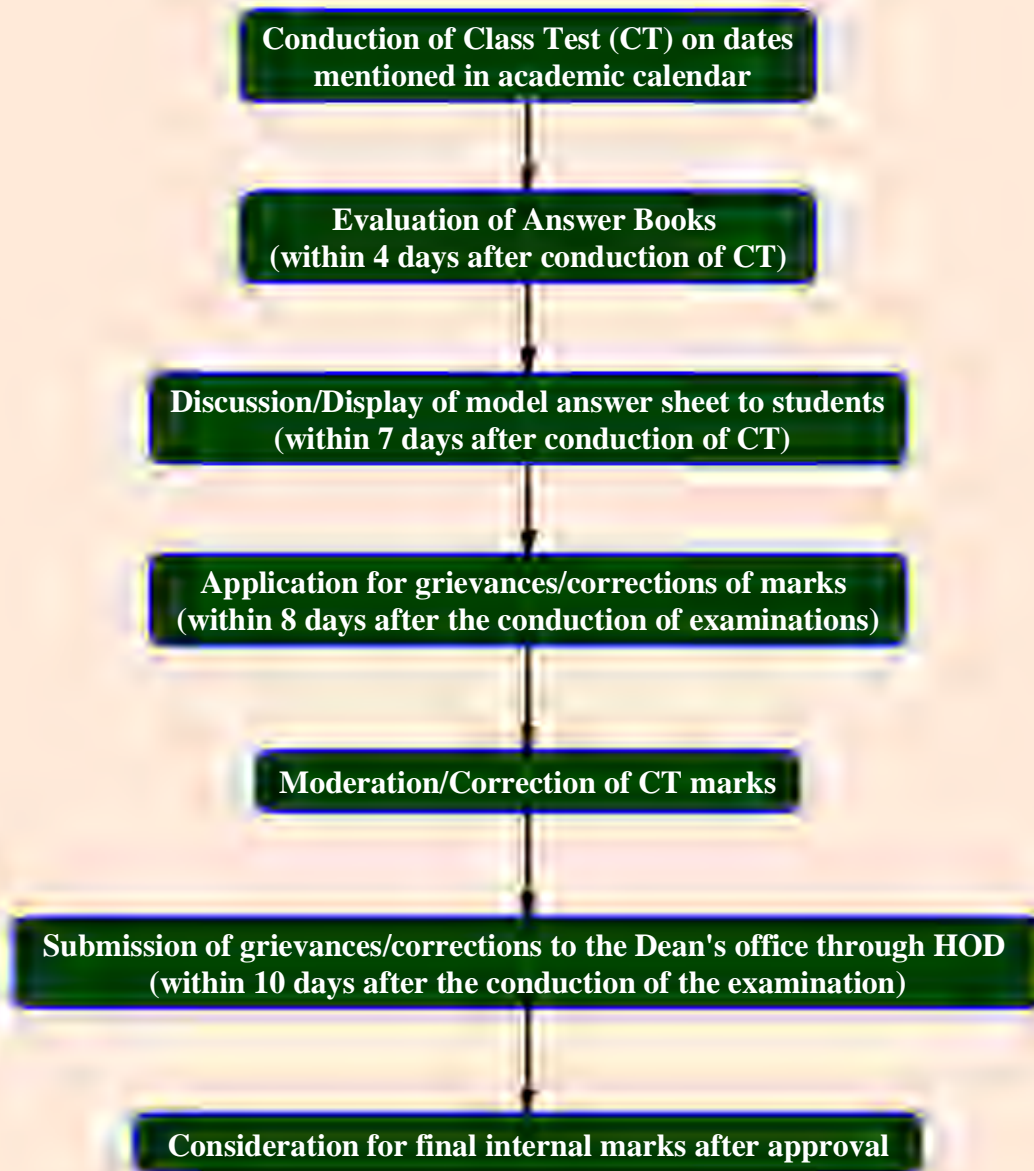 Conduction of Class Test (CT) on dates
mentioned in academic calendar
Evaluation of Answer Books
(within 4 days after conduction of CT)
Discussion/Display of model answer sheet to students
(within 7 days after conduction of CT)
Application for grievances/corrections of marks
(within 8 days after the conduction of examinations)
Moderation/Correction of CT marks
Submission of grievances/corrections to the Dean's office through HOD
(within 10 days after the conduction of the examination)
Consideration for final internal marks after approval